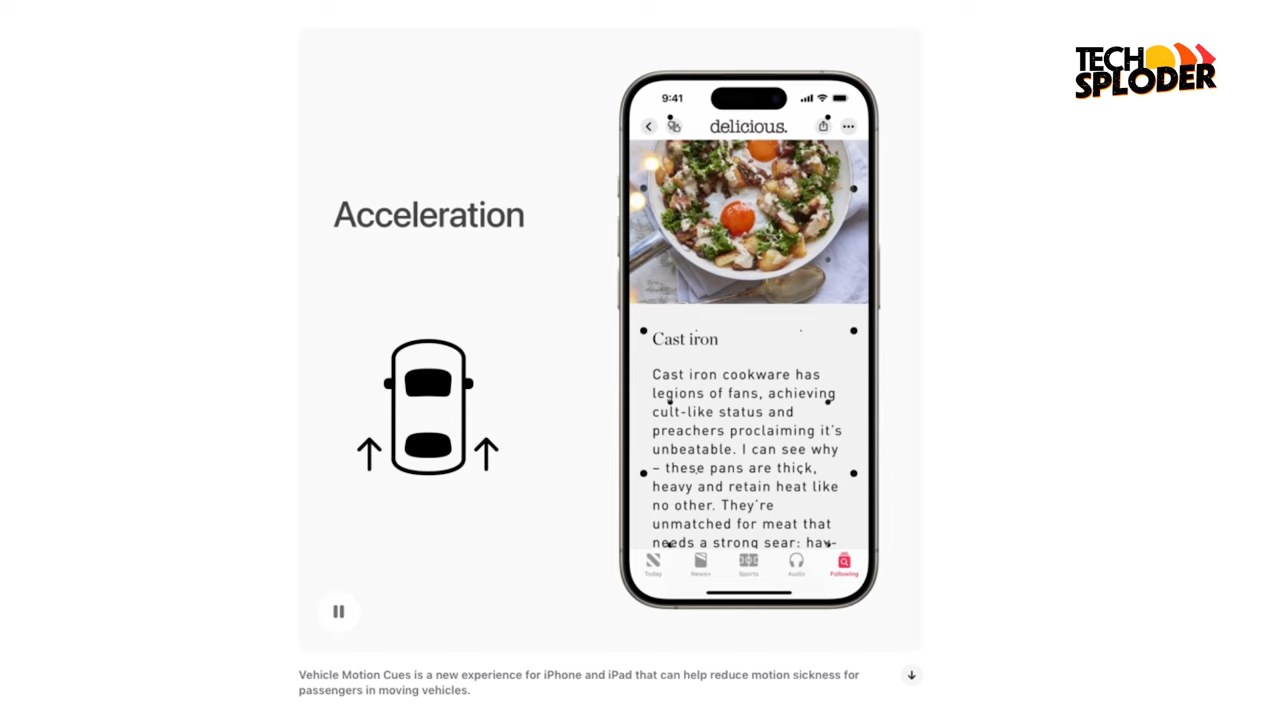 TECH
SPLODER
9:41
delicious.
Acceleration
Cast iron
Cast iron cookware has
legions of fans, achieving
cult-like status and
preachers proclaiming it's
unbeatable. I can see why
– these pans are thick,
heavy and retain heat like
no other. They're
unmatched for meat that
needs a strong sear: hav-
Today News+ Sports Audio Following
Vehicle Motion Cues is a new experience for iPhone and iPad that can help reduce motion sickness for
passengers in moving vehicles.